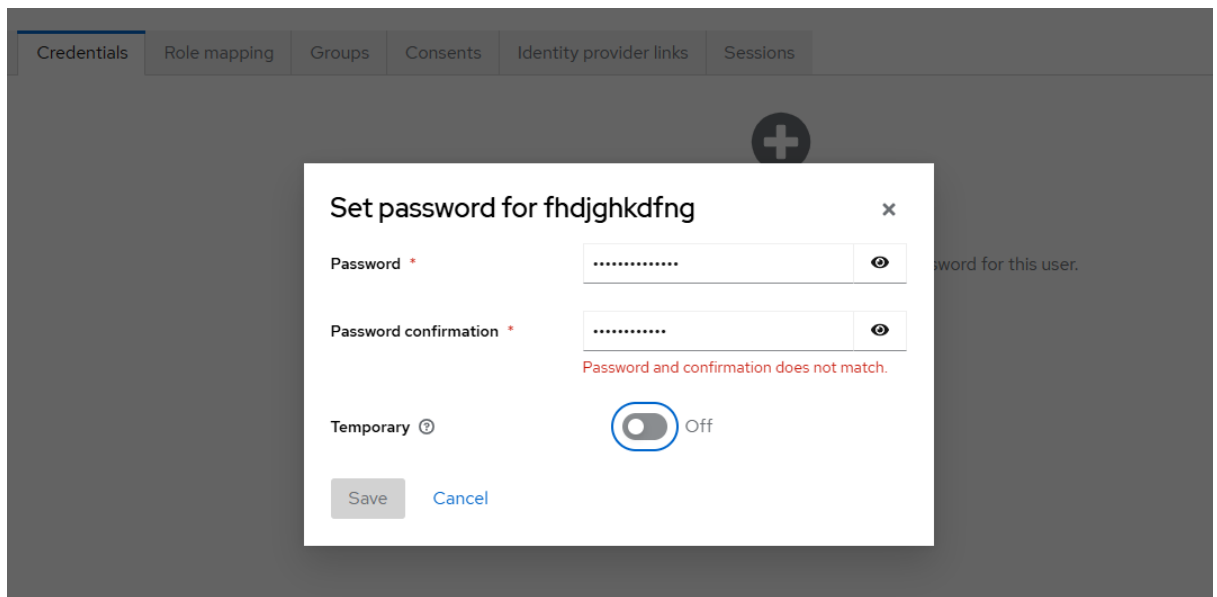 Credentials Role mapping Groups Consents Identity provider links Sessions
Set password for fhdjghkdfng
Password *
sword for this user.
Password confirmation *
Password and confirmation does not match.
Temporary
Off
Save Cancel